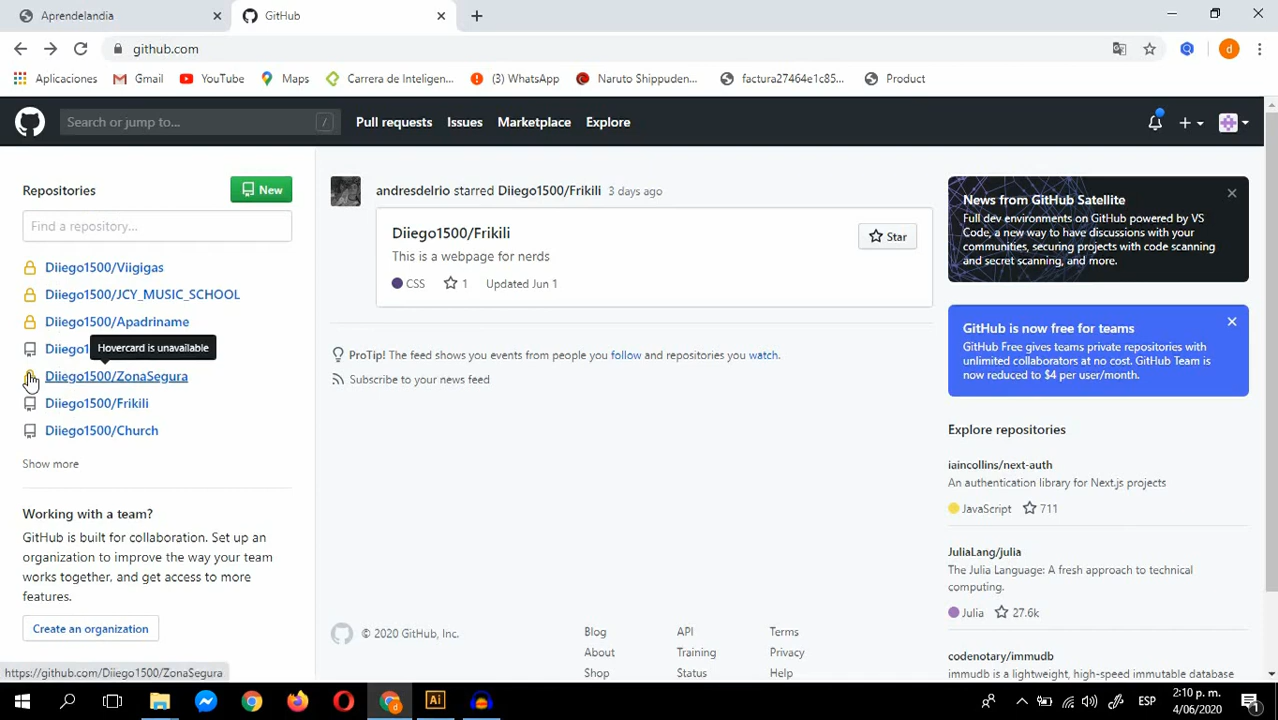 Aprendelandia
GitHub
github.com
Aplicaciones
Gmail
YouTube
Maps
Carrera de Inteligen...
(3) WhatsApp
Naruto Shippuden...
factura27464e1c85...
Product
Search or jump to...
/
Pull requests
Issues
Marketplace
Explore
Repositories
New
Find a repository...
Diiego1500/Viigigas
Diiego1500/JCY_MUSIC_SCHOOL
Diiego1500/Apadriname
Diiego1
Hovercard is unavailable
Diiego1500/ZonaSegura
Diiego1500/Frikili
Diiego1500/Church
Show more
Working with a team?
GitHub is built for collaboration. Set up an
organization to improve the way your team
works together, and get access to more
features.
Create an organization
https://github.com/Diiego1500/ZonaSegura
andresdelrio starred Diiego1500/Frikili 3 days ago
Diiego1500/Frikili
Star
This is a webpage for nerds
CSS 1 Updated Jun 1
ProTip! The feed shows you events from people you follow and repositories you watch.
Subscribe to your news feed
© 2020 GitHub, Inc.
Blog
About
Shop
API
Training
Status
Terms
Privacy
Help
News from GitHub Satellite
Full dev environments on GitHub powered by VS
Code, a new way to have discussions with your
communities, securing projects with code scanning
and secret scanning, and more.
GitHub is now free for teams
GitHub Free gives teams private repositories with
unlimited collaborators at no cost. GitHub Team is
now reduced to $4 per user/month.
Explore repositories
iaincollins/next-auth
An authentication library for Next.js projects
JavaScript 711
JuliaLang/julia
The Julia Language: A fresh approach to technical
computing.
Julia 27.6k
codenotary/immudb
immudb is a lightweight, high-speed immutable database
d
Ai
d
ESP
2:10 p. m.
4/06/2020
1